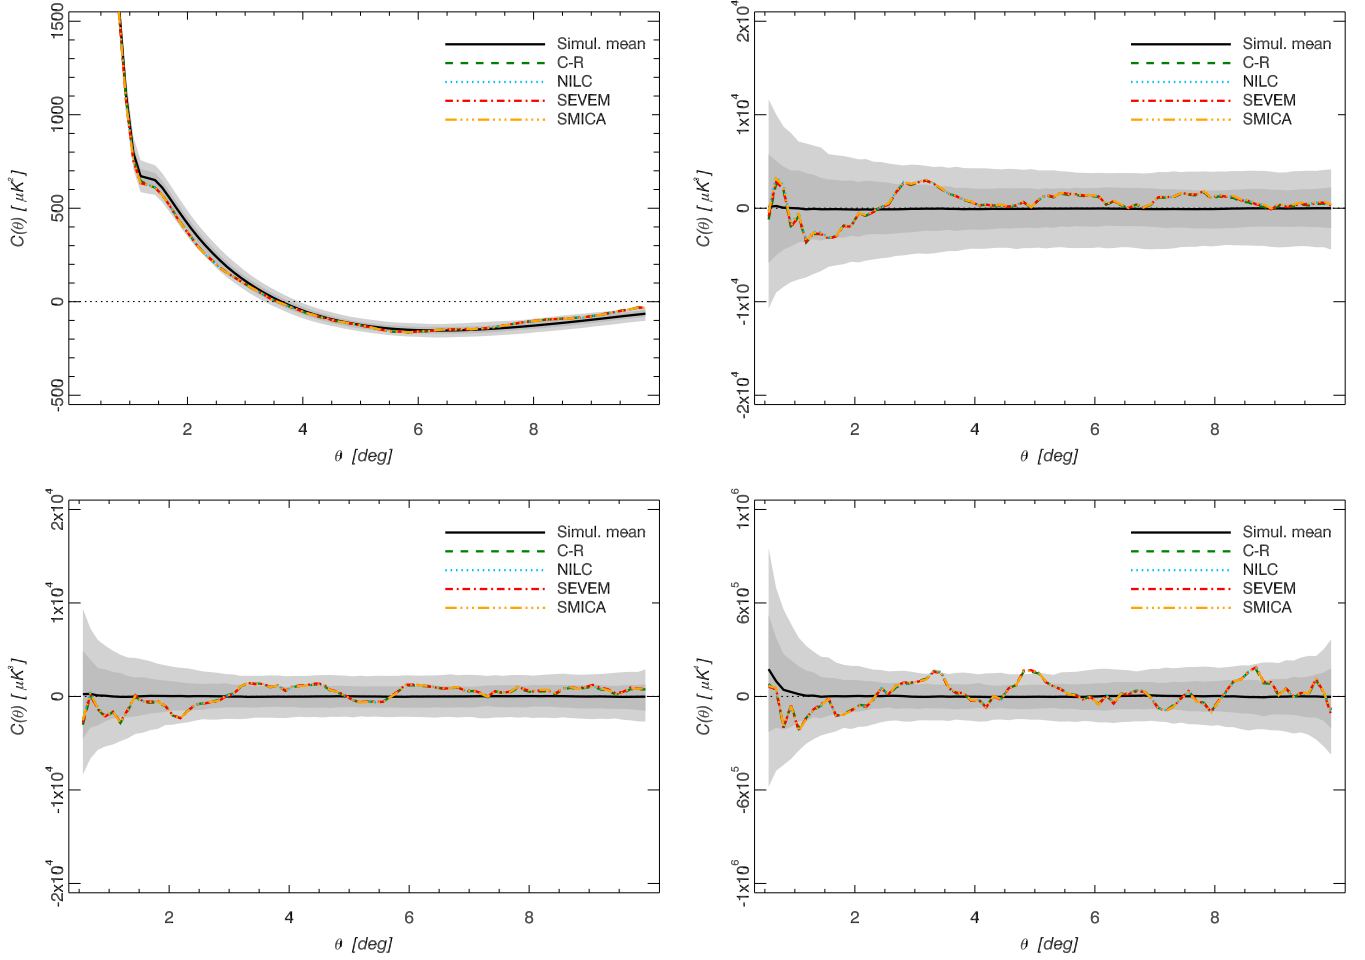 1500
1000
500
0
-500
C(θ) [ μK²]
Simul. mean
C-R
NILC
SEVEM
SMICA
2 4 6 8
θ [deg]
2x10⁴
1x10⁴
0
-1x10⁴
-2x10⁴
C(θ) [ μK³]
Simul. mean
C-R
NILC
SEVEM
SMICA
2 4 6 8
θ [deg]
2x10⁴
1x10⁴
0
-1x10⁴
-2x10⁴
C(θ) [ μK³]
Simul. mean
C-R
NILC
SEVEM
SMICA
2 4 6 8
θ [deg]
1x10⁶
6x10⁵
0
-6x10⁵
-1x10⁶
C(θ) [ μK⁴]
Simul. mean
C-R
NILC
SEVEM
SMICA
2 4 6 8
θ [deg]